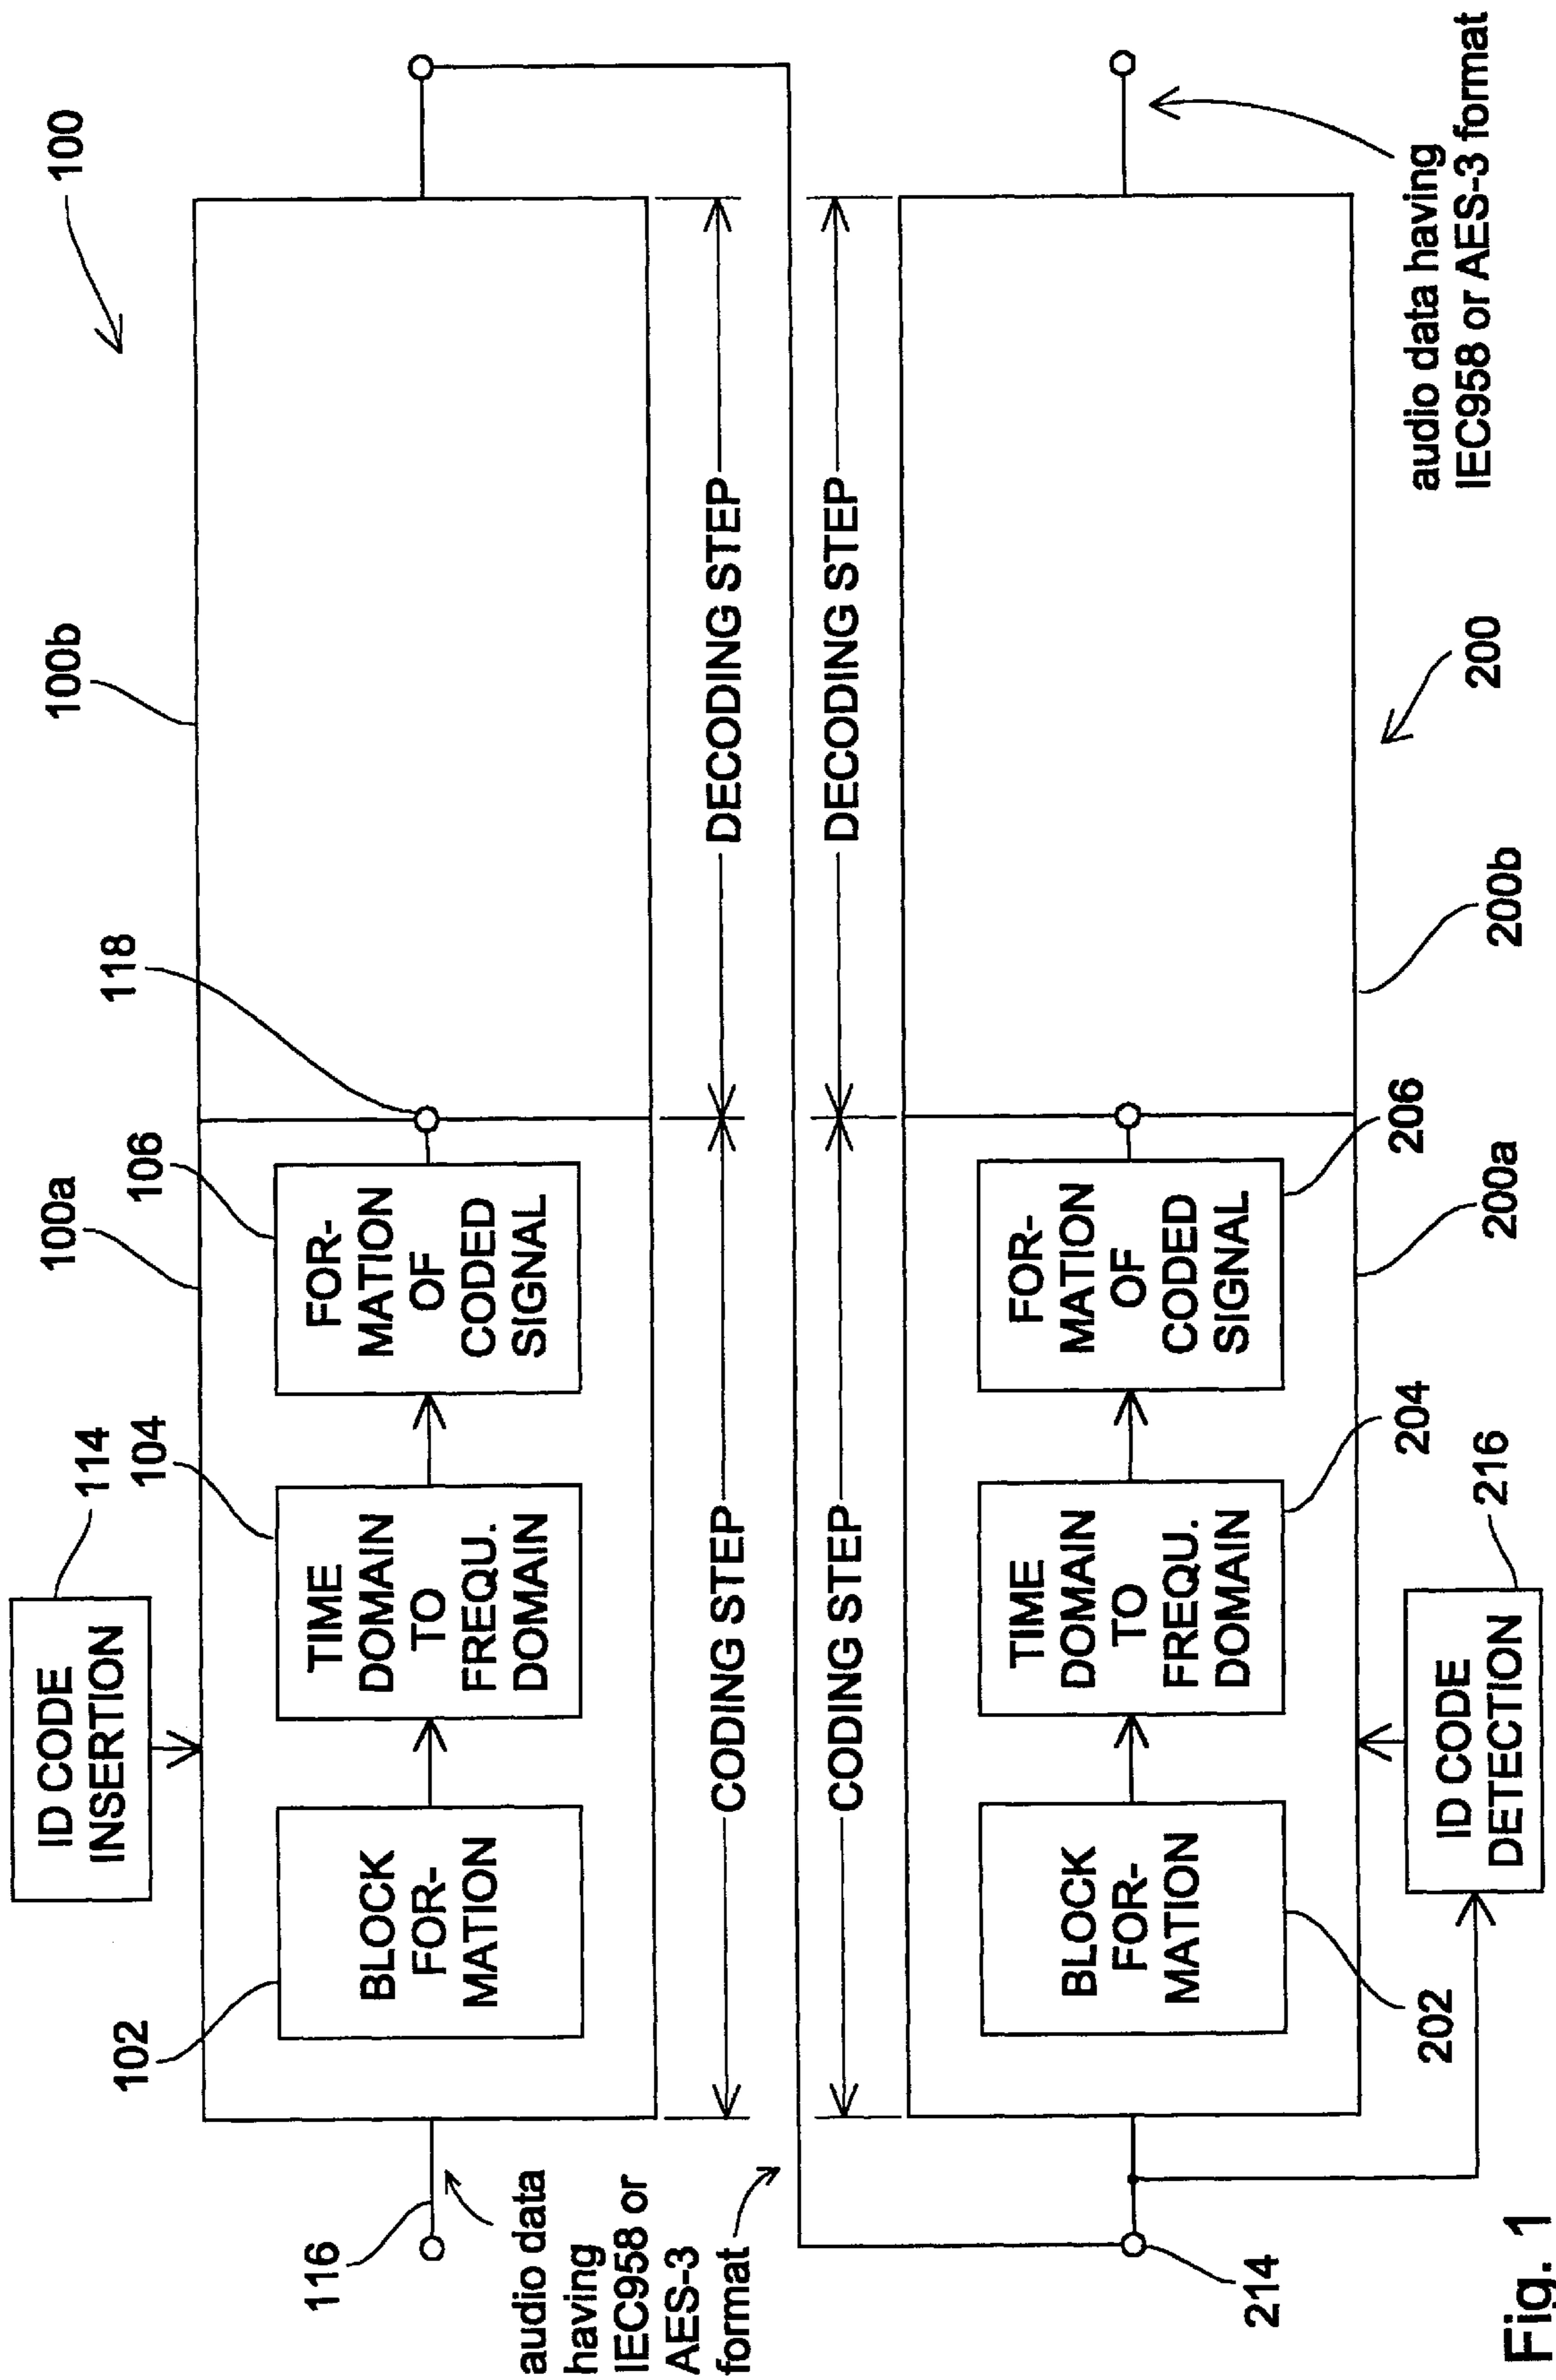 100
100b
118
100a
106
104
114
ID CODE
INSERTION
102
116
BLOCK
FOR-
MATION
TIME
DOMAIN
TO
FREQU.
DOMAIN
FOR-
MATION
OF
CODED
SIGNAL
audio data
having
IEC958 or
AES-3
format
CODING STEP
DECODING STEP
CODING STEP
DECODING STEP
BLOCK
FOR-
MATION
TIME
DOMAIN
TO
FREQU.
DOMAIN
FOR-
MATION
OF
CODED
SIGNAL
audio data having
IEC958 or AES-3 format
214
202
204
206
200a
200b
200
ID CODE
DETECTION
216
Fig. 1